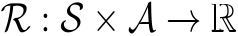 ℛ : 𝒮 × 𝒜 → ℝ